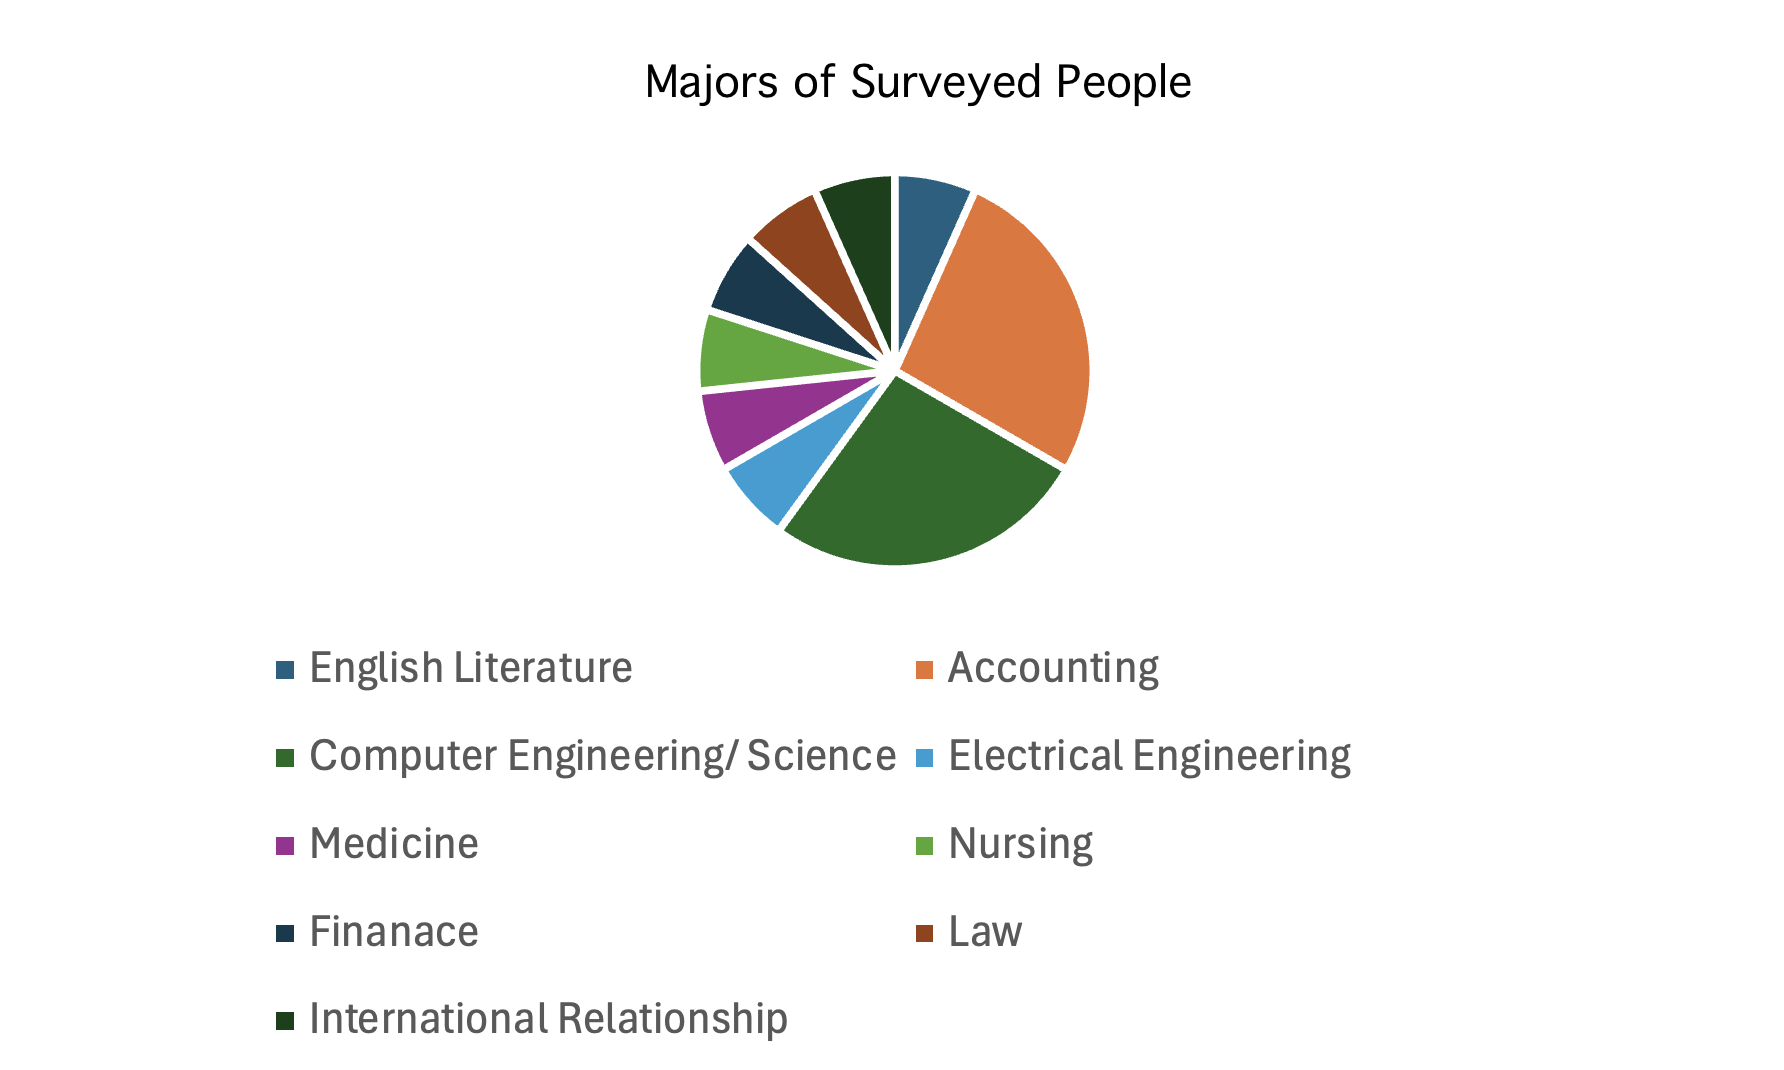 Majors of Surveyed People
English Literature
Accounting
Computer Engineering/ Science
Electrical Engineering
Medicine
Nursing
Finanace
Law
International Relationship